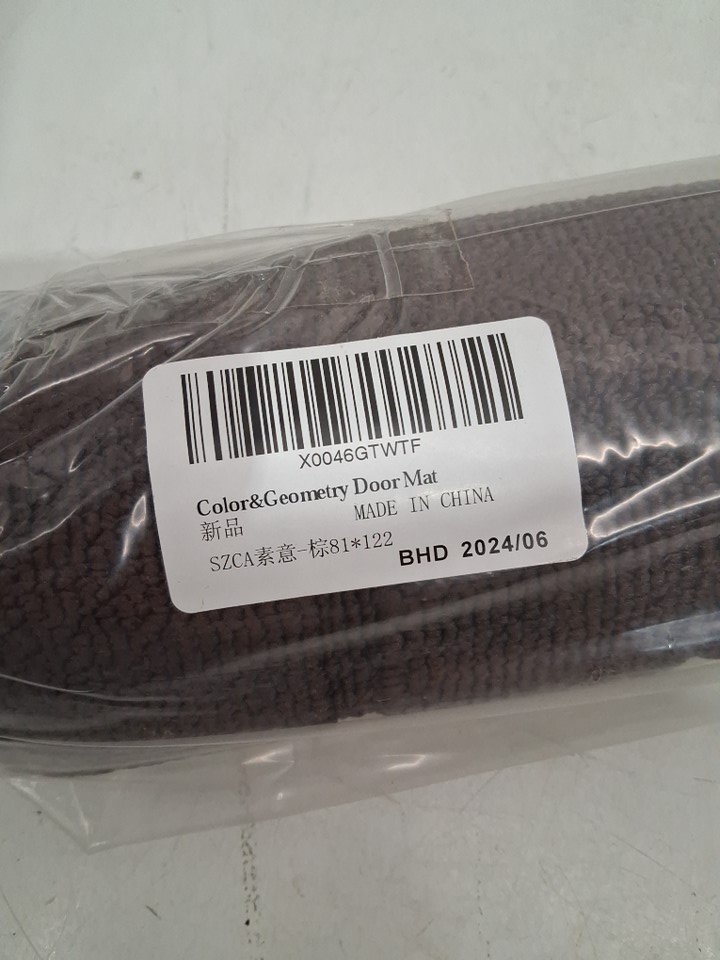 X0046GTWTF
Color&Geometry Door Mat
新品 MADE IN CHINA
SZCA素意-棕81*122 BHD 2024/06